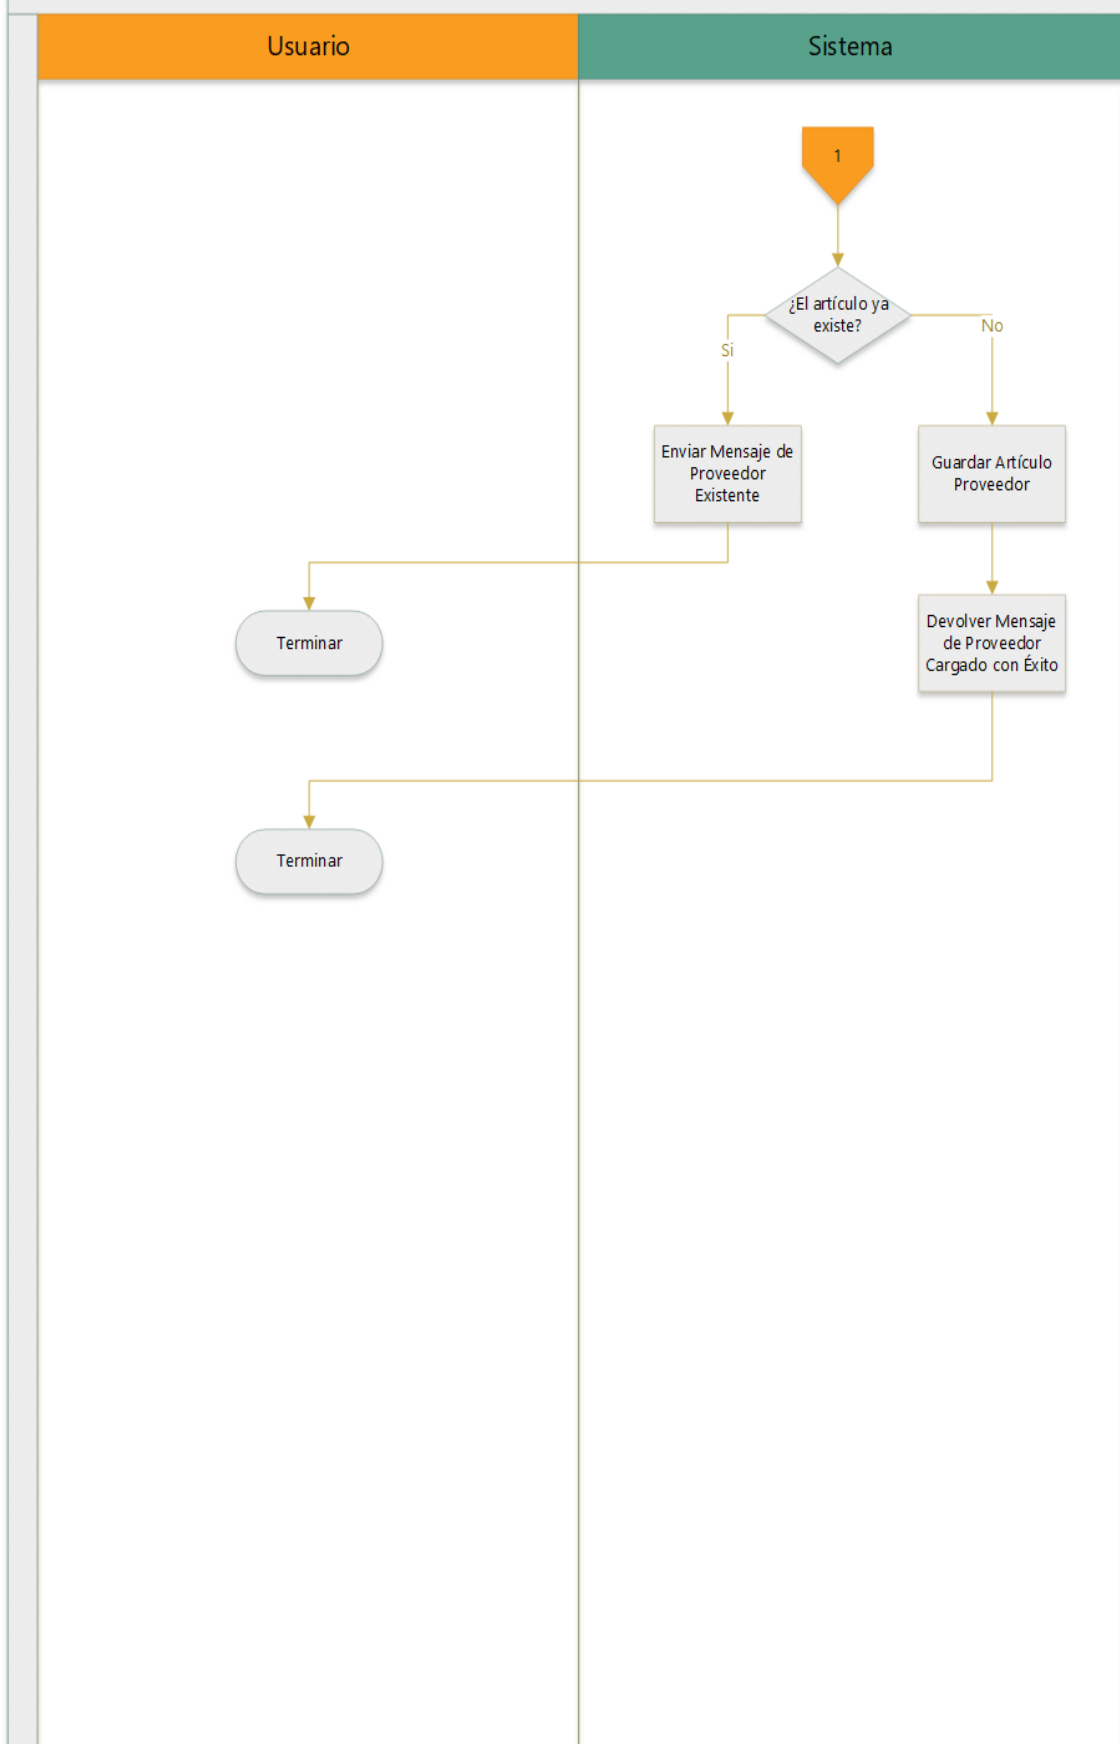 Usuario
Sistema
1
¿El artículo ya
existe?
Si
No
Enviar Mensaje de
Proveedor
Existente
Guardar Artículo
Proveedor
Terminar
Devolver Mensaje
de Proveedor
Cargado con Éxito
Terminar